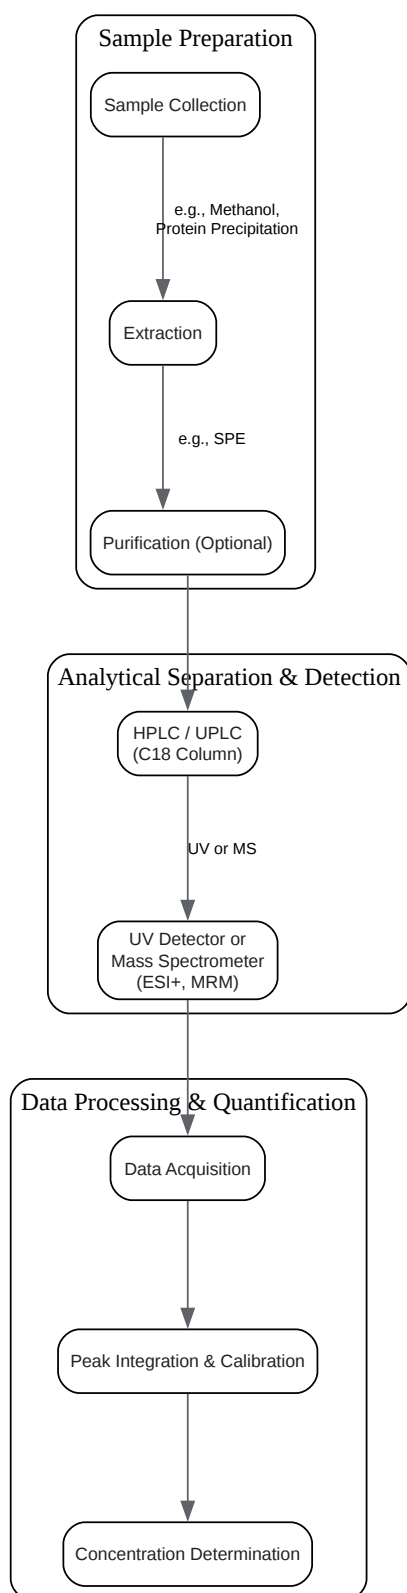 Sample Preparation
Sample Collection
e.g., Methanol,
Protein Precipitation
Extraction
e.g., SPE
Purification (Optional)
Analytical Separation & Detection
HPLC / UPLC
(C18 Column)
UV or MS
UV Detector or
Mass Spectrometer
(ESI+, MRM)
Data Processing & Quantification
Data Acquisition
Peak Integration & Calibration
Concentration Determination